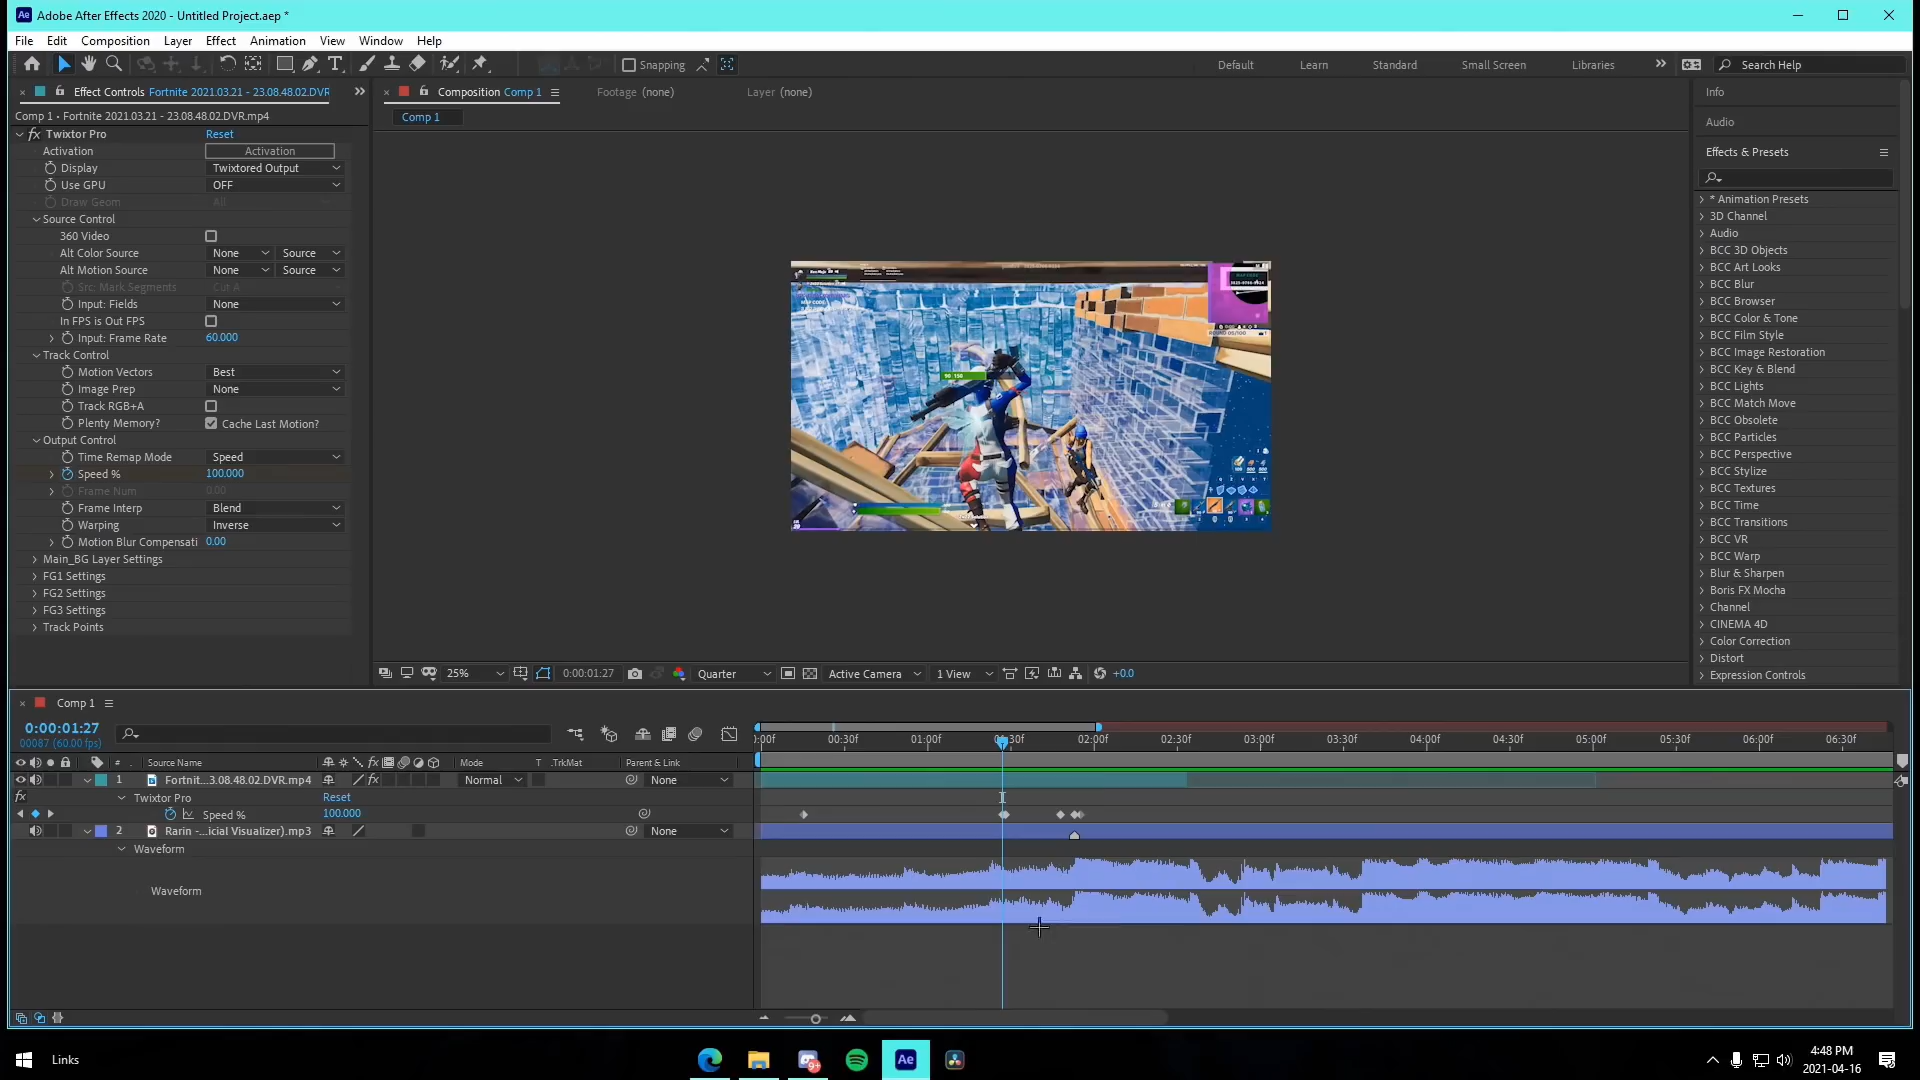 Adobe After Effects 2020 - Untitled Project.aep *
File Edit Composition Layer Effect Animation View Window Help
Snapping
Default Learn Standard Small Screen Libraries
Search Help
Effect Controls Fortnite 2021.03.21 - 23.08.48.02.DVR
Comp 1 • Fortnite 2021.03.21 - 23.08.48.02.DVR.mp4
fx Twixtor Pro Reset
Activation Activation
Display Twixtored Output
Use GPU OFF
Draw Geom All
Source Control
360 Video
Alt Color Source None Source
Alt Motion Source None Source
Src: Mark Segments Cut A
Input: Fields None
In FPS is Out FPS
Input: Frame Rate 60.000
Track Control
Motion Vectors Best
Image Prep None
Track RGB+A
Plenty Memory? Cache Last Motion?
Output Control
Time Remap Mode Speed
Speed % 100.000
Frame Num 0.00
Frame Interp Blend
Warping Inverse
Motion Blur Compensati 0.00
Main_BG Layer Settings
FG1 Settings
FG2 Settings
FG3 Settings
Track Points
Composition Comp 1
Footage (none)
Layer (none)
Comp 1
25% 0:00:01:27 Quarter Active Camera 1 View +0.0
Info
Audio
Effects & Presets
* Animation Presets
3D Channel
Audio
BCC 3D Objects
BCC Art Looks
BCC Blur
BCC Browser
BCC Color & Tone
BCC Film Style
BCC Image Restoration
BCC Key & Blend
BCC Lights
BCC Match Move
BCC Obsolete
BCC Particles
BCC Perspective
BCC Stylize
BCC Textures
BCC Time
BCC Transitions
BCC VR
BCC Warp
Blur & Sharpen
Boris FX Mocha
Channel
CINEMA 4D
Color Correction
Distort
Expression Controls
Comp 1
0:00:01:27
00087 (60.00 fps)
:00f 00:30f 01:00f 02:00f 02:30f 03:00f 03:30f 04:00f 04:30f 05:00f 05:30f 06:00f 06:30f
# Source Name Mode T .TrkMat Parent & Link
1 Fortnit...3.08.48.02.DVR.mp4 Normal None
fx Twixtor Pro Reset
Speed % 100.000
2 Rarin -...icial Visualizer).mp3 None
Waveform
Waveform
Links
9+
Ae
4:48 PM
2021-04-16